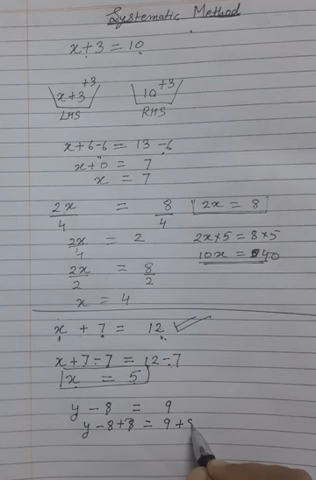 Systematic Method
x + 3 = 10
x+3 +3 10 +3
LHS RHS
x + 6 - 6 = 13 - 6
x + 0 = 7
x = 7
2x/4 = 8/4 2x = 8
2x/4 = 2 2x × 5 = 8 × 5
2x/2 = 8/2 10x = 40
x = 4
x + 7 = 12 ✓
x + 7 - 7 = 12 - 7
x = 5
y - 8 = 9
y - 8 + 8 = 9 + 8